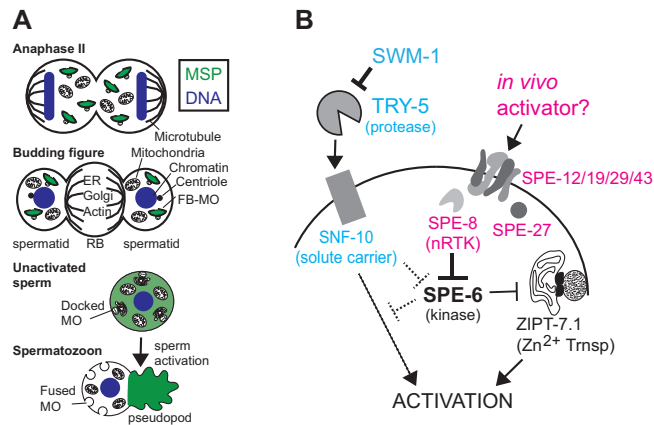 A
Anaphase II
MSP
DNA
Microtubule
Budding figure
Mitochondria
Chromatin
Centriole
FB-MO
ER
Golgi
Actin
spermatid
RB
spermatid
Unactivated
sperm
Docked
MO
Spermatozoon
sperm
activation
Fused
MO
pseudopod
B
SWM-1
TRY-5
(protease)
in vivo
activator?
SPE-12/19/29/43
SPE-8
(nRTK)
SPE-27
SNF-10
(solute carrier)
SPE-6
(kinase)
ZIPT-7.1
(Zn2+ Trnsp)
ACTIVATION